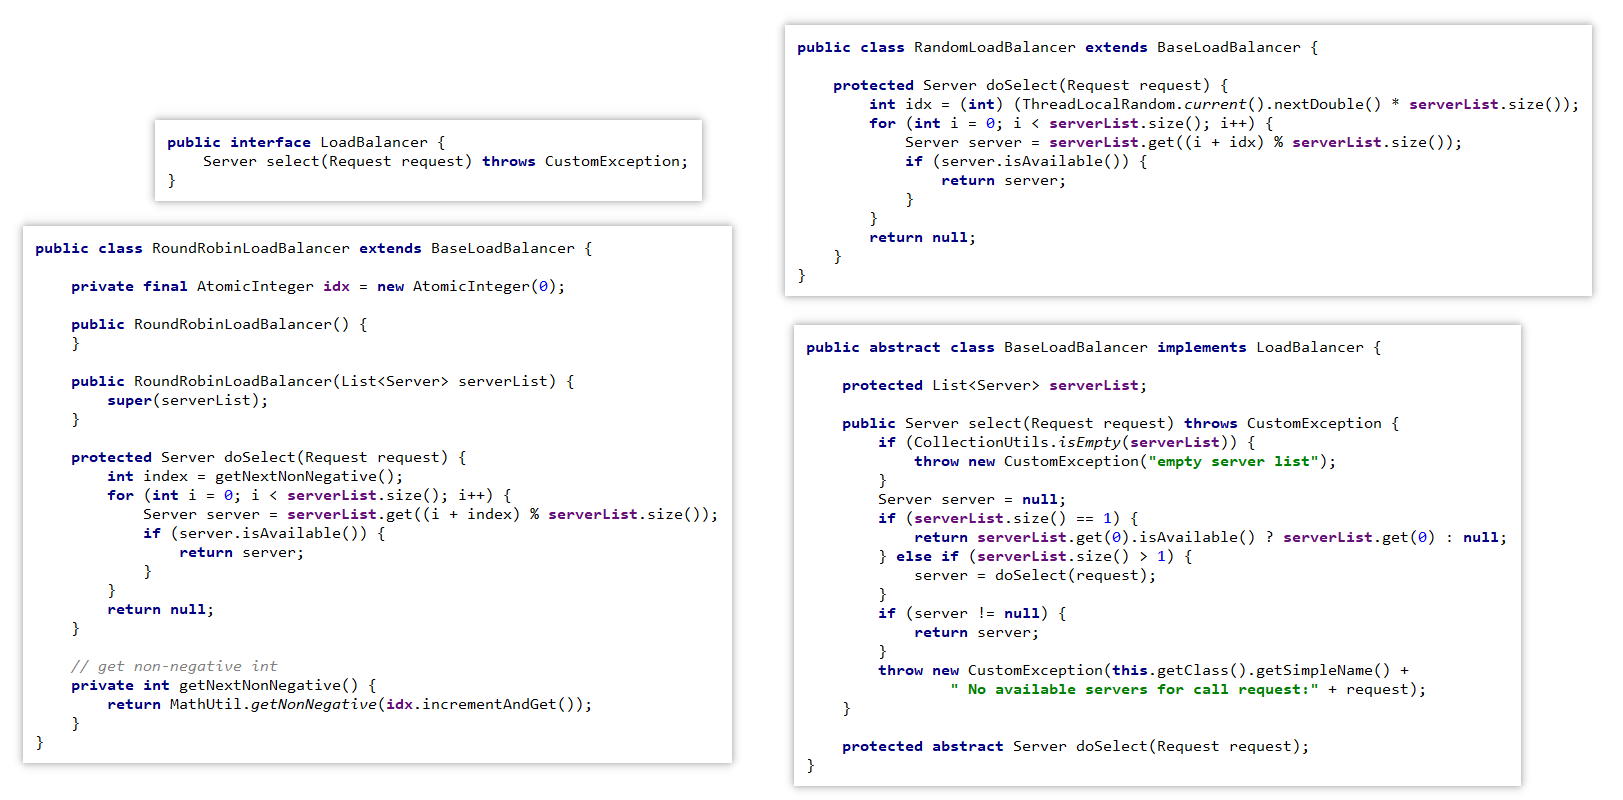 public interface LoadBalancer {
    Server select(Request request) throws CustomException;
}
public class RoundRobinLoadBalancer extends BaseLoadBalancer {

    private final AtomicInteger idx = new AtomicInteger(0);

    public RoundRobinLoadBalancer() {
    }

    public RoundRobinLoadBalancer(List<Server> serverList) {
        super(serverList);
    }

    protected Server doSelect(Request request) {
        int index = getNextNonNegative();
        for (int i = 0; i < serverList.size(); i++) {
            Server server = serverList.get((i + index) % serverList.size());
            if (server.isAvailable()) {
                return server;
            }
        }
        return null;
    }

    // get non-negative int
    private int getNextNonNegative() {
        return MathUtil.getNonNegative(idx.incrementAndGet());
    }
}
public class RandomLoadBalancer extends BaseLoadBalancer {

    protected Server doSelect(Request request) {
        int idx = (int) (ThreadLocalRandom.current().nextDouble() * serverList.size());
        for (int i = 0; i < serverList.size(); i++) {
            Server server = serverList.get((i + idx) % serverList.size());
            if (server.isAvailable()) {
                return server;
            }
        }
        return null;
    }
}
public abstract class BaseLoadBalancer implements LoadBalancer {

    protected List<Server> serverList;

    public Server select(Request request) throws CustomException {
        if (CollectionUtils.isEmpty(serverList)) {
            throw new CustomException("empty server list");
        }
        Server server = null;
        if (serverList.size() == 1) {
            return serverList.get(0).isAvailable() ? serverList.get(0) : null;
        } else if (serverList.size() > 1) {
            server = doSelect(request);
        }
        if (server != null) {
            return server;
        }
        throw new CustomException(this.getClass().getSimpleName() +
                " No available servers for call request:" + request);
    }

    protected abstract Server doSelect(Request request);
}